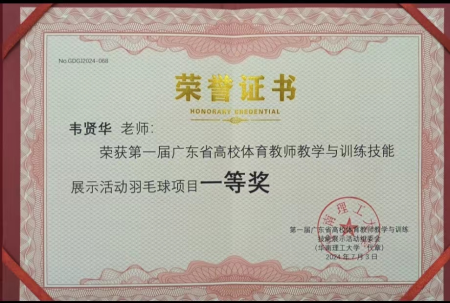 No.GDGJ2024-068
荣誉证书
HONORARY CREDENTIAL
韦贤华 老师:
荣获第一届广东省高校体育教师教学与训练技能
展示活动羽毛球项目一等奖
第一届广东省高校体育教师教学与训练
技能展示活动组委会
(华南理工大学 代章)
2024年7月3日